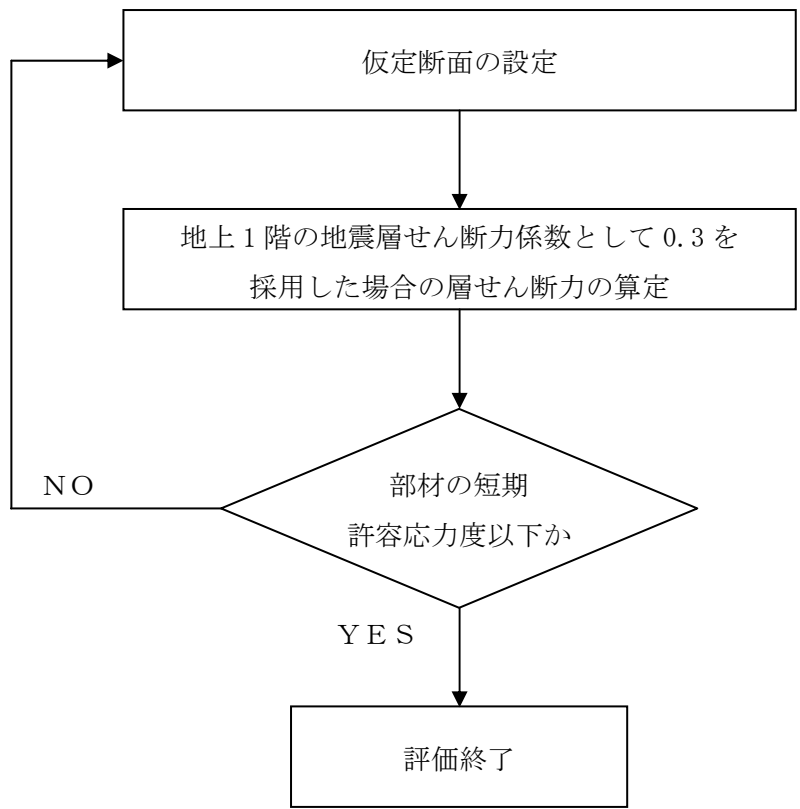 仮定断面の設定
地上1階の地震層せん断力係数として0.3を
採用した場合の層せん断力の算定
部材の短期
許容応力度以下か
ＮＯ
ＹＥＳ
評価終了